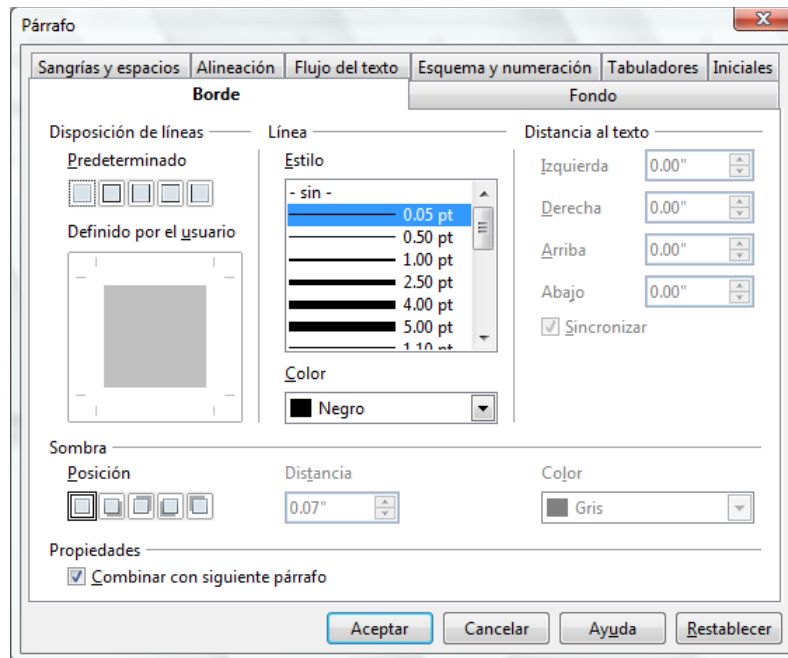 Párrafo
Sangrías y espacios Alineación Flujo del texto Esquema y numeración Tabuladores Iniciales
Borde Fondo
Disposición de líneas
Predeterminado
Definido por el usuario
Línea
Estilo
- sin -
0.05 pt
0.50 pt
1.00 pt
2.50 pt
4.00 pt
5.00 pt
1.10 pt
Color
Negro
Distancia al texto
Izquierda 0.00"
Derecha 0.00"
Arriba 0.00"
Abajo 0.00"
Sincronizar
Sombra
Posición
Distancia
0.07"
Color
Gris
Propiedades
Combinar con siguiente párrafo
Aceptar Cancelar Ayuda Restablecer